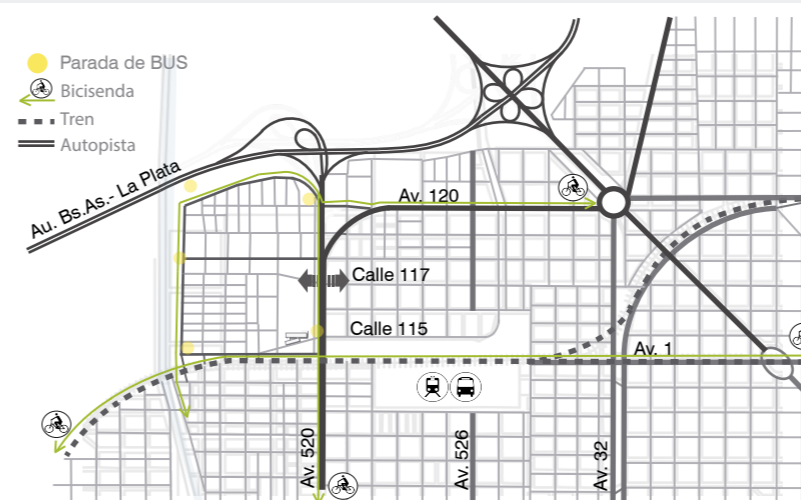 Parada de BUS
Bicisenda
Tren
Autopista
Au. Bs.As.- La Plata
Av. 120
Calle 117
Calle 115
Av. 1
Av. 520
Av. 526
Av. 32